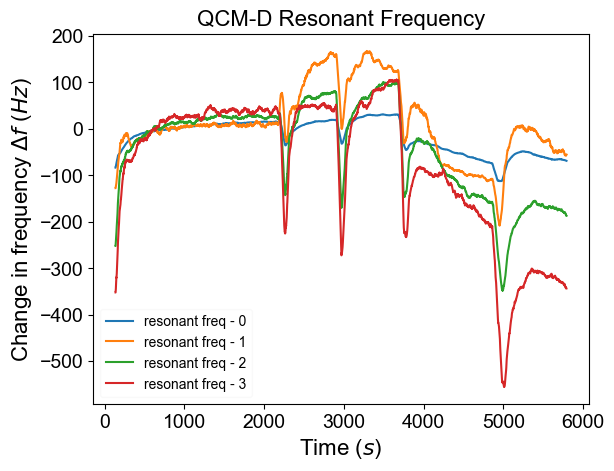 QCM-D Resonant Frequency
Change in frequency Δf (Hz)
200
100
0
−100
−200
−300
−400
−500
resonant freq - 0
resonant freq - 1
resonant freq - 2
resonant freq - 3
0 1000 2000 3000 4000 5000 6000
Time (s)